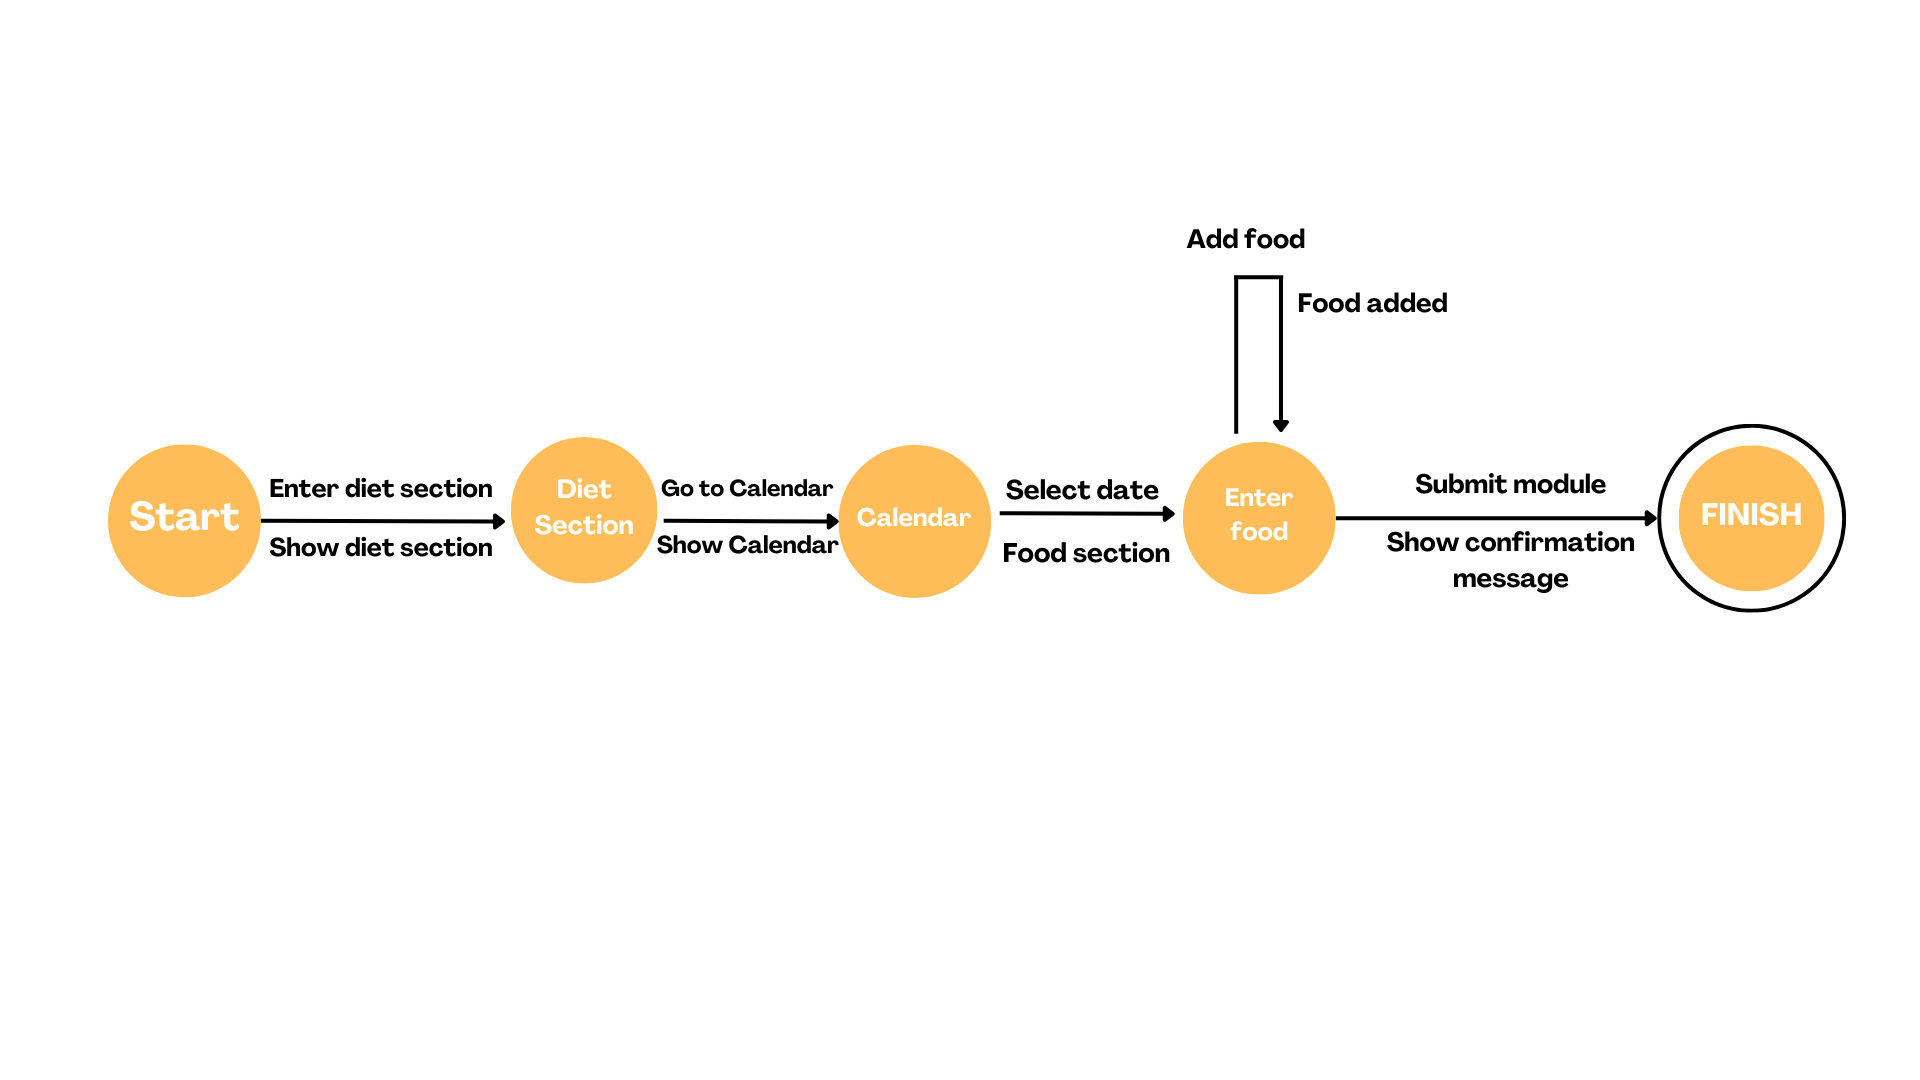 Add food
Food added
Start
Enter diet section
Show diet section
Diet
Section
Go to Calendar
Show Calendar
Calendar
Select date
Food section
Enter
food
Submit module
Show confirmation
message
FINISH